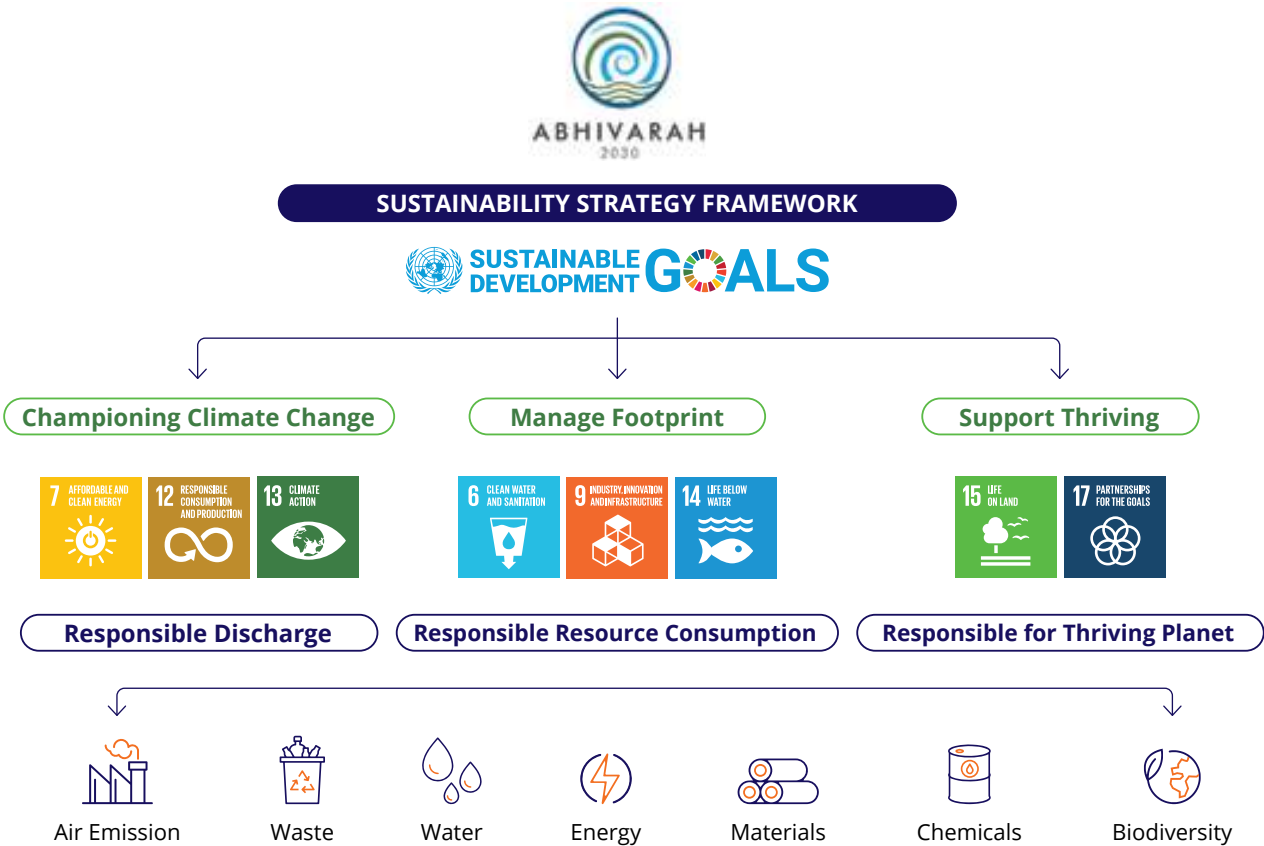 ABHIVARAH
2030
SUSTAINABILITY STRATEGY FRAMEWORK
SUSTAINABLE
DEVELOPMENT
GOALS
Championing Climate Change
Manage Footprint
Support Thriving
7 AFFORDABLE AND
CLEAN ENERGY
12 RESPONSIBLE
CONSUMPTION
AND PRODUCTION
13 CLIMATE
ACTION
6 CLEAN WATER
AND SANITATION
9 INDUSTRY, INNOVATION
AND INFRASTRUCTURE
14 LIFE BELOW
WATER
15 LIFE
ON LAND
17 PARTNERSHIPS
FOR THE GOALS
Responsible Discharge
Responsible Resource Consumption
Responsible for Thriving Planet
Air Emission
Waste
Water
Energy
Materials
Chemicals
Biodiversity